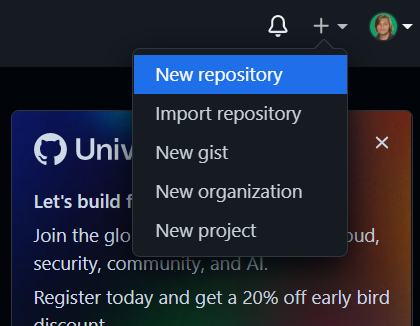 New repository
Import repository
New gist
New organization
New project
Univ
Let's build f
Join the glo oud,
security, community, and AI.
Register today and get a 20% off early bird
discount.